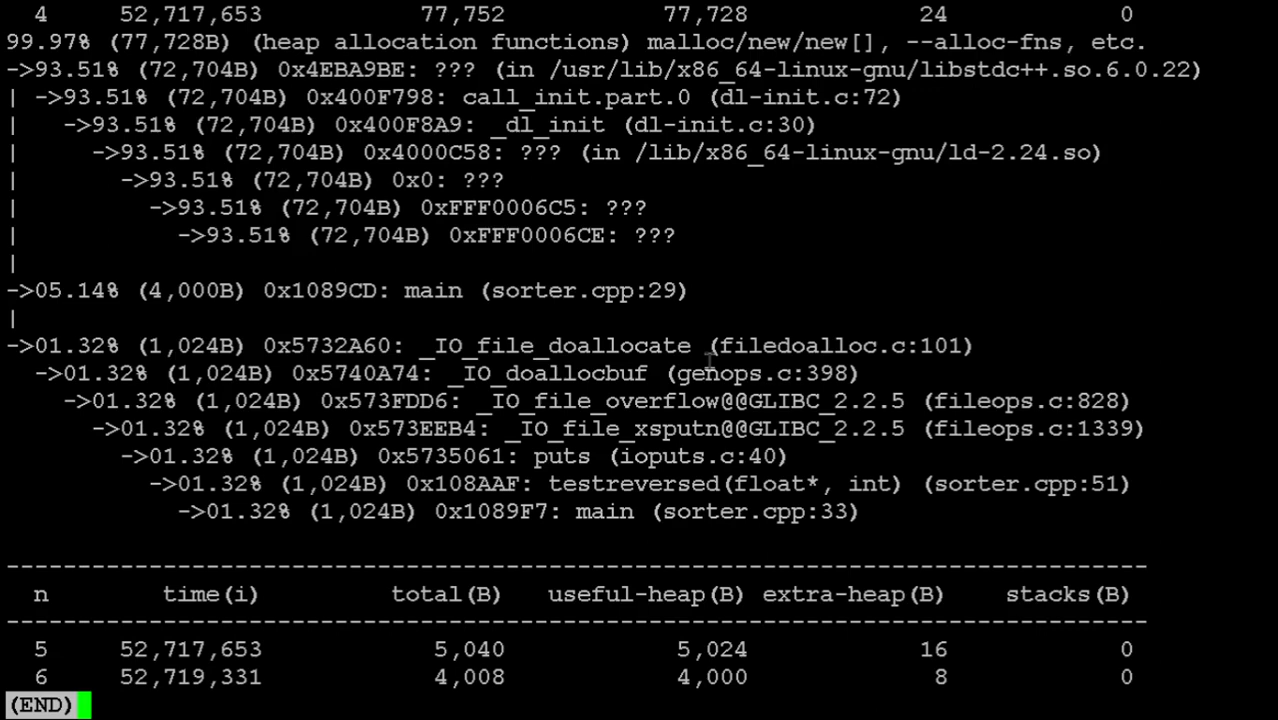 4 52,717,653 77,752 77,728 24 0
99.97% (77,728B) (heap allocation functions) malloc/new/new[], --alloc-fns, etc.
->93.51% (72,704B) 0x4EBA9BE: ??? (in /usr/lib/x86_64-linux-gnu/libstdc++.so.6.0.22)
| ->93.51% (72,704B) 0x400F798: call_init.part.0 (dl-init.c:72)
|   ->93.51% (72,704B) 0x400F8A9: _dl_init (dl-init.c:30)
|     ->93.51% (72,704B) 0x4000C58: ??? (in /lib/x86_64-linux-gnu/ld-2.24.so)
|       ->93.51% (72,704B) 0x0: ???
|         ->93.51% (72,704B) 0xFFF0006C5: ???
|           ->93.51% (72,704B) 0xFFF0006CE: ???
|
->05.14% (4,000B) 0x1089CD: main (sorter.cpp:29)
|
->01.32% (1,024B) 0x5732A60: _IO_file_doallocate (filedoalloc.c:101)
  ->01.32% (1,024B) 0x5740A74: _IO_doallocbuf (genops.c:398)
    ->01.32% (1,024B) 0x573FDD6: _IO_file_overflow@@GLIBC_2.2.5 (fileops.c:828)
      ->01.32% (1,024B) 0x573EEB4: _IO_file_xsputn@@GLIBC_2.2.5 (fileops.c:1339)
        ->01.32% (1,024B) 0x5735061: puts (ioputs.c:40)
          ->01.32% (1,024B) 0x108AAF: testreversed(float*, int) (sorter.cpp:51)
            ->01.32% (1,024B) 0x1089F7: main (sorter.cpp:33)
--------------------------------------------------------------------------------
n time(i) total(B) useful-heap(B) extra-heap(B) stacks(B)
--------------------------------------------------------------------------------
5 52,717,653 5,040 5,024 16 0
6 52,719,331 4,008 4,000 8 0
(END)